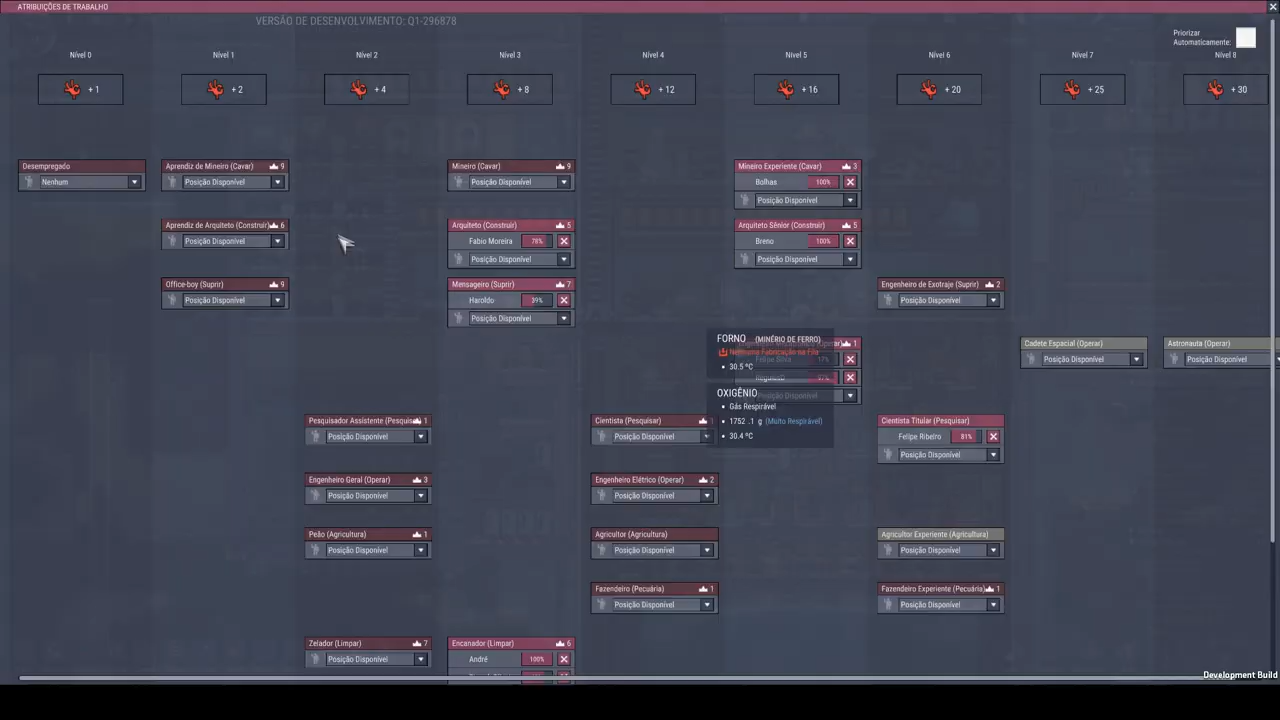 ATRIBUIÇÕES DE TRABALHO
VERSÃO DE DESENVOLVIMENTO: Q1-296878
Priorizar
Automaticamente:
Nível 0
Nível 1
Nível 2
Nível 3
Nível 4
Nível 5
Nível 6
Nível 7
Nível 8
+ 1
+ 2
+ 4
+ 8
+ 12
+ 16
+ 20
+ 25
+ 30
Desempregado
Nenhum
Aprendiz de Mineiro (Cavar) 9
Posição Disponível
Mineiro (Cavar) 9
Posição Disponível
Mineiro Experiente (Cavar) 3
Bolhas 100%
Posição Disponível
Aprendiz de Arquiteto (Construir) 6
Posição Disponível
Arquiteto (Construir) 5
Fabio Moreira 78%
Posição Disponível
Arquiteto Sênior (Construir) 5
Breno 100%
Posição Disponível
Office-boy (Suprir) 9
Posição Disponível
Mensageiro (Suprir) 7
Haroldo 39%
Posição Disponível
Engenheiro de Exotraje (Suprir) 2
Posição Disponível
FORNO (MINÉRIO DE FERRO)
Nenhuma Fabricação na Fila
30.5 ºC
OXIGÊNIO
Gás Respirável
1752 .1 g (Muito Respirável)
30.4 ºC
Cadete Espacial (Operar)
Posição Disponível
Astronauta (Operar)
Posição Disponível
Pesquisador Assistente (Pesquisar) 1
Posição Disponível
Cientista (Pesquisar)
Posição Disponível
Cientista Titular (Pesquisar)
Felipe Ribeiro 81%
Posição Disponível
Engenheiro Geral (Operar) 3
Posição Disponível
Engenheiro Elétrico (Operar) 2
Posição Disponível
Peão (Agricultura) 1
Posição Disponível
Agricultor (Agricultura)
Posição Disponível
Agricultor Experiente (Agricultura)
Posição Disponível
Fazendeiro (Pecuária) 1
Posição Disponível
Fazendeiro Experiente (Pecuária) 1
Posição Disponível
Zelador (Limpar) 7
Posição Disponível
Encanador (Limpar) 6
André 100%
Development Build